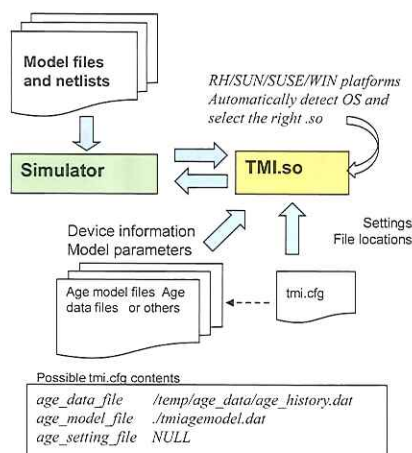 Model files
and netlists
RH/SUN/SUSE/WIN platforms
Automatically detect OS and
select the right .so
Simulator
TMI.so
Device information
Model parameters
Settings
File locations
Age model files Age
data files or others
tmi.cfg
Possible tmi.cfg contents
age_data_file /temp/age_data/age_history.dat
age_model_file ./tmiagemodel.dat
age_setting_file NULL